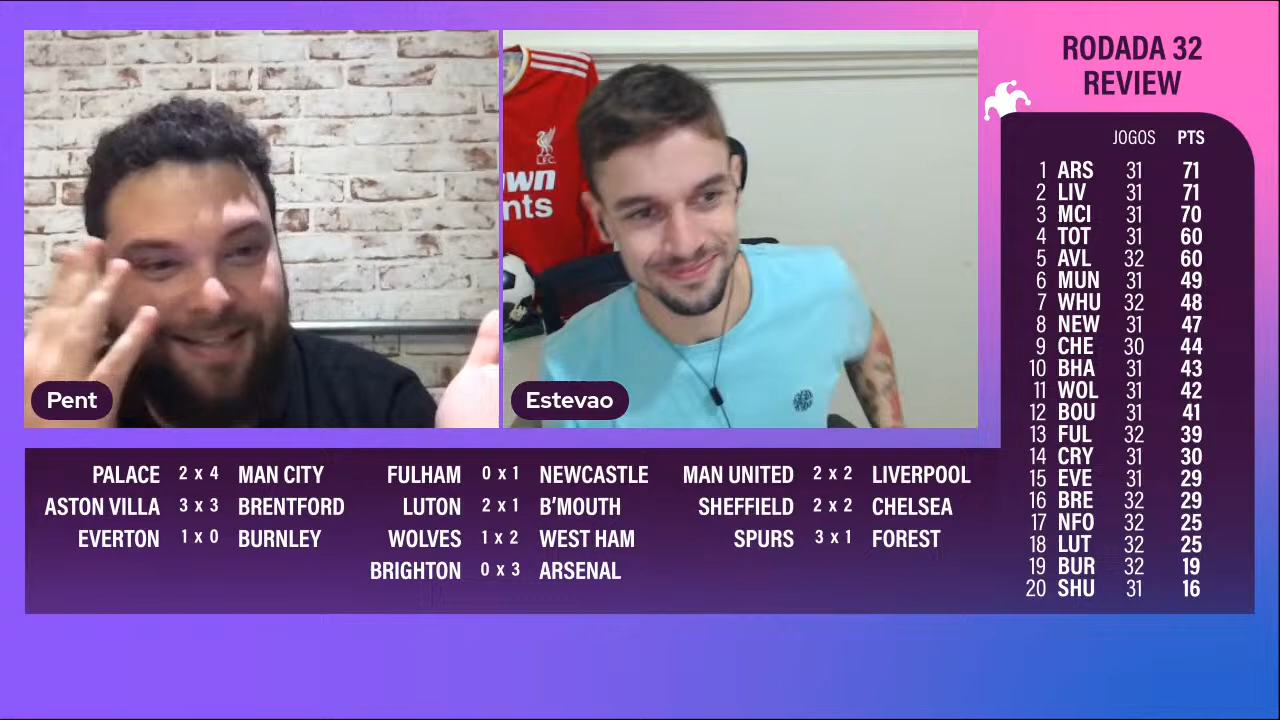 RODADA 32
REVIEW
L.F.C.
wn
nts
Pent
Estevao
JOGOS PTS
1 ARS 31 71
2 LIV 31 71
3 MCI 31 70
4 TOT 31 60
5 AVL 32 60
6 MUN 31 49
7 WHU 32 48
8 NEW 31 47
9 CHE 30 44
10 BHA 31 43
11 WOL 31 42
12 BOU 31 41
13 FUL 32 39
14 CRY 31 30
15 EVE 31 29
16 BRE 32 29
17 NFO 32 25
18 LUT 32 25
19 BUR 32 19
20 SHU 31 16
PALACE 2 x 4 MAN CITY
ASTON VILLA 3 x 3 BRENTFORD
EVERTON 1 x 0 BURNLEY
FULHAM 0 x 1 NEWCASTLE
LUTON 2 x 1 B'MOUTH
WOLVES 1 x 2 WEST HAM
BRIGHTON 0 x 3 ARSENAL
MAN UNITED 2 x 2 LIVERPOOL
SHEFFIELD 2 x 2 CHELSEA
SPURS 3 x 1 FOREST